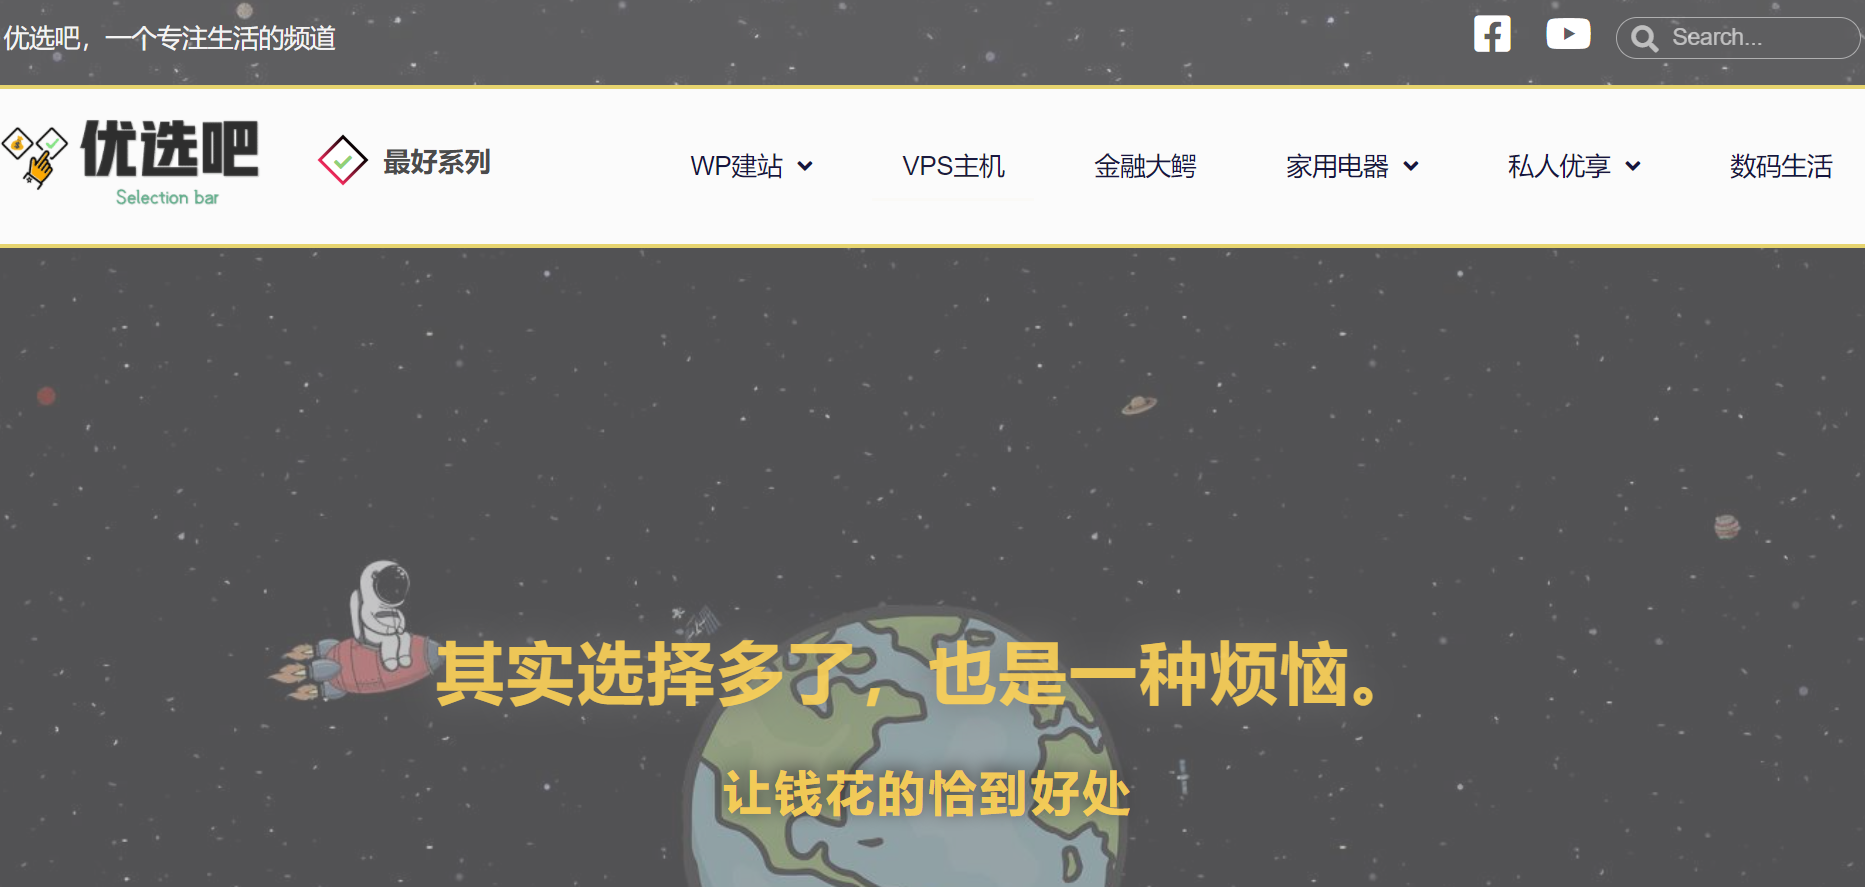 优选吧，一个专注生活的频道
Search...
优选吧
Selection bar
最好系列
WP建站
VPS主机
金融大鳄
家用电器
私人优享
数码生活
其实选择多了，也是一种烦恼。
让钱花的恰到好处